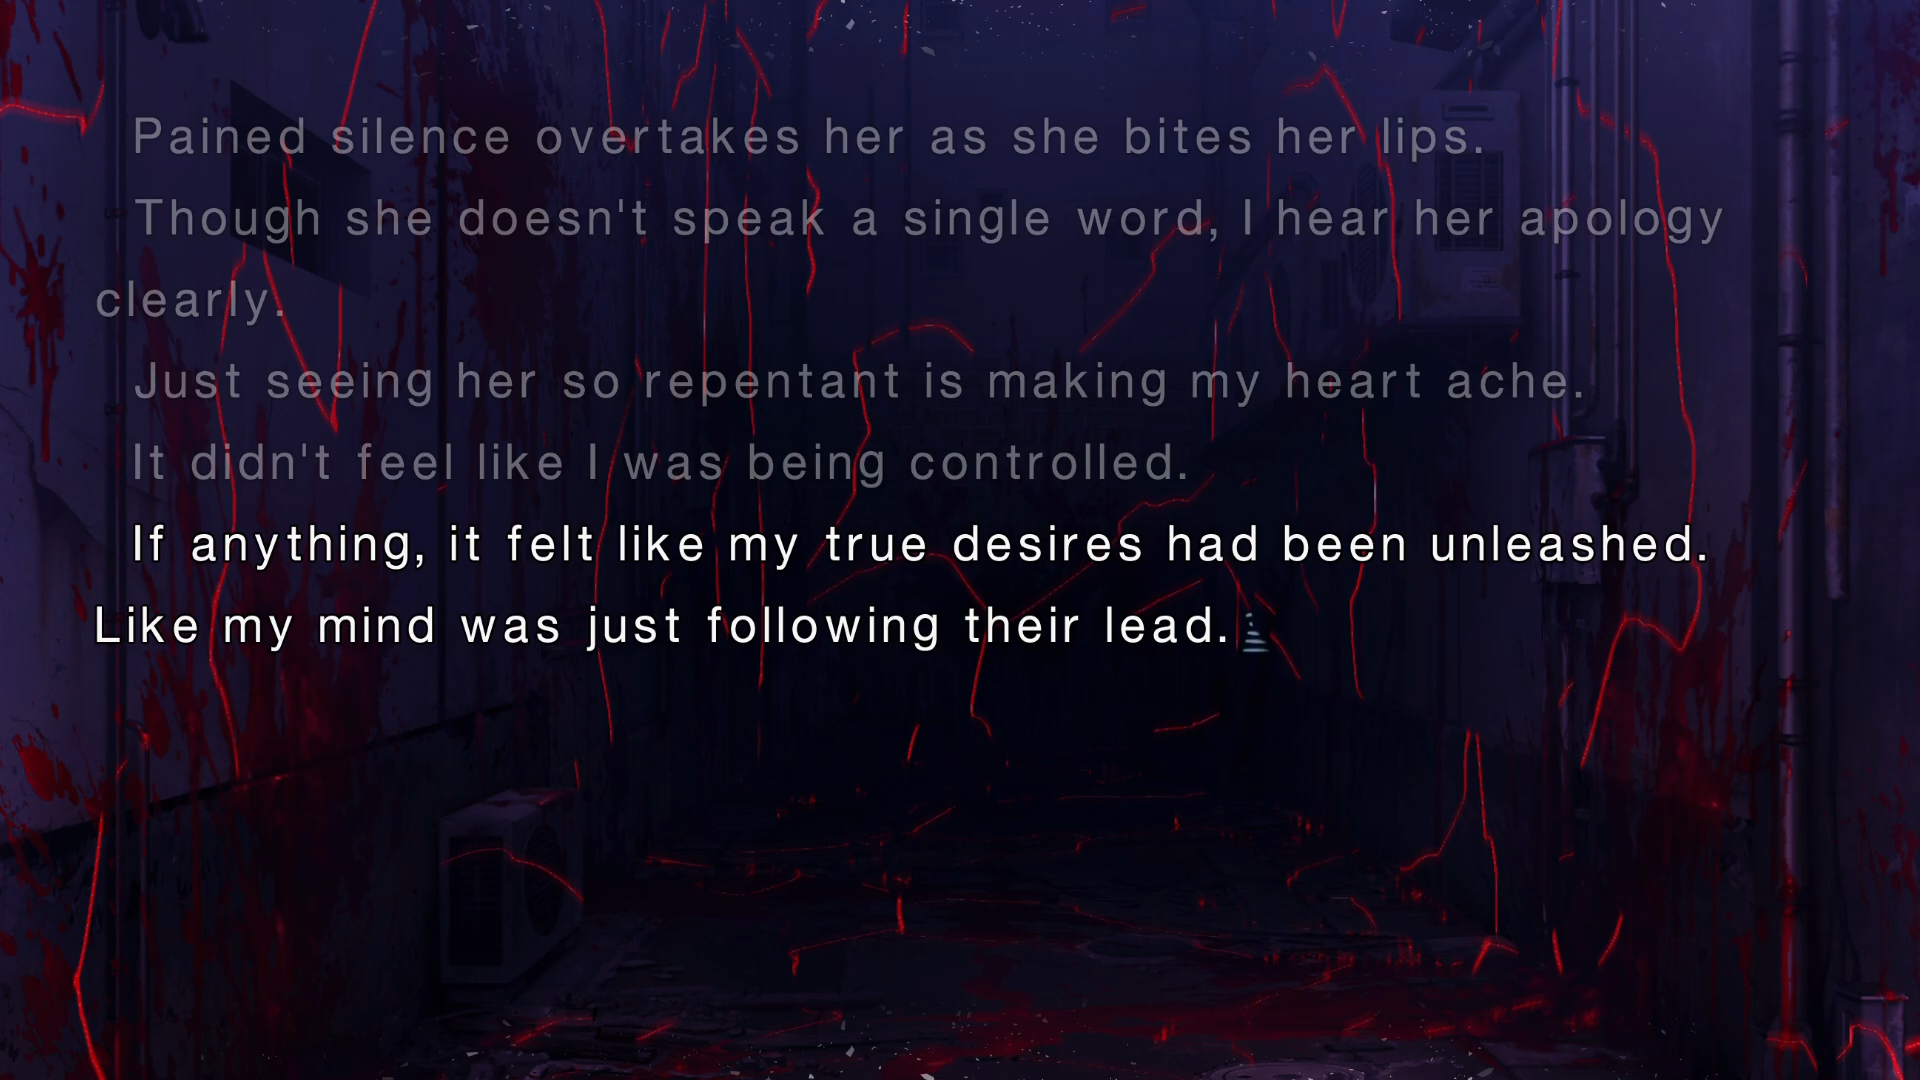 Pained silence overtakes her as she bites her lips.
Though she doesn't speak a single word, I hear her apology
clearly.
Just seeing her so repentant is making my heart ache.
It didn't feel like I was being controlled.
If anything, it felt like my true desires had been unleashed.
Like my mind was just following their lead.